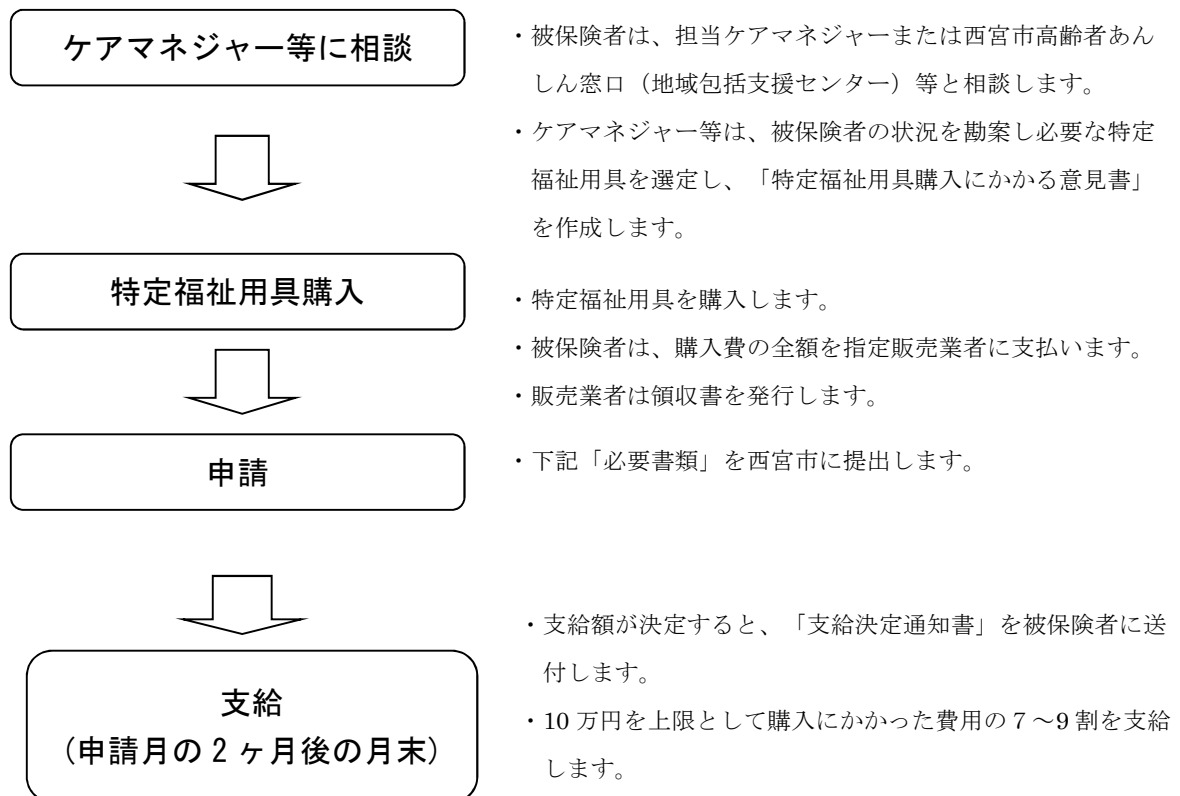 ケアマネジャー等に相談
・被保険者は、担当ケアマネジャーまたは西宮市高齢者あん
しん窓口（地域包括支援センター）等と相談します。
・ケアマネジャー等は、被保険者の状況を勘案し必要な特定
福祉用具を選定し、「特定福祉用具購入にかかる意見書」
を作成します。
特定福祉用具購入
・特定福祉用具を購入します。
・被保険者は、購入費の全額を指定販売業者に支払います。
・販売業者は領収書を発行します。
申請
・下記「必要書類」を西宮市に提出します。
支給
（申請月の２ヶ月後の月末）
・支給額が決定すると、「支給決定通知書」を被保険者に送
付します。
・10 万円を上限として購入にかかった費用の７～9 割を支給
します。